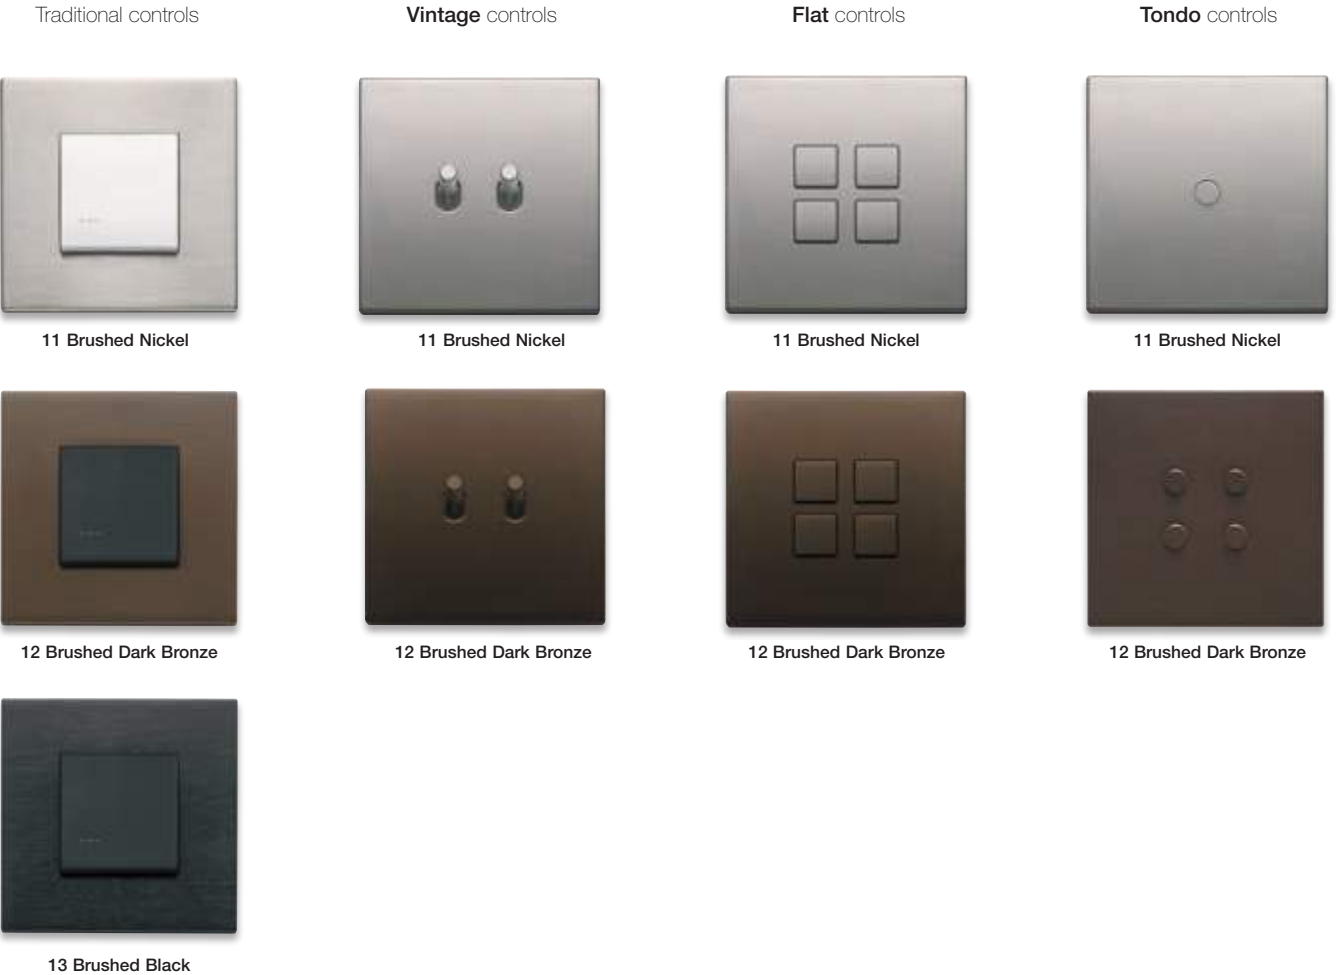 Traditional controls
Vintage controls
Flat controls
Tondo controls
11 Brushed Nickel
11 Brushed Nickel
11 Brushed Nickel
11 Brushed Nickel
12 Brushed Dark Bronze
12 Brushed Dark Bronze
12 Brushed Dark Bronze
12 Brushed Dark Bronze
13 Brushed Black